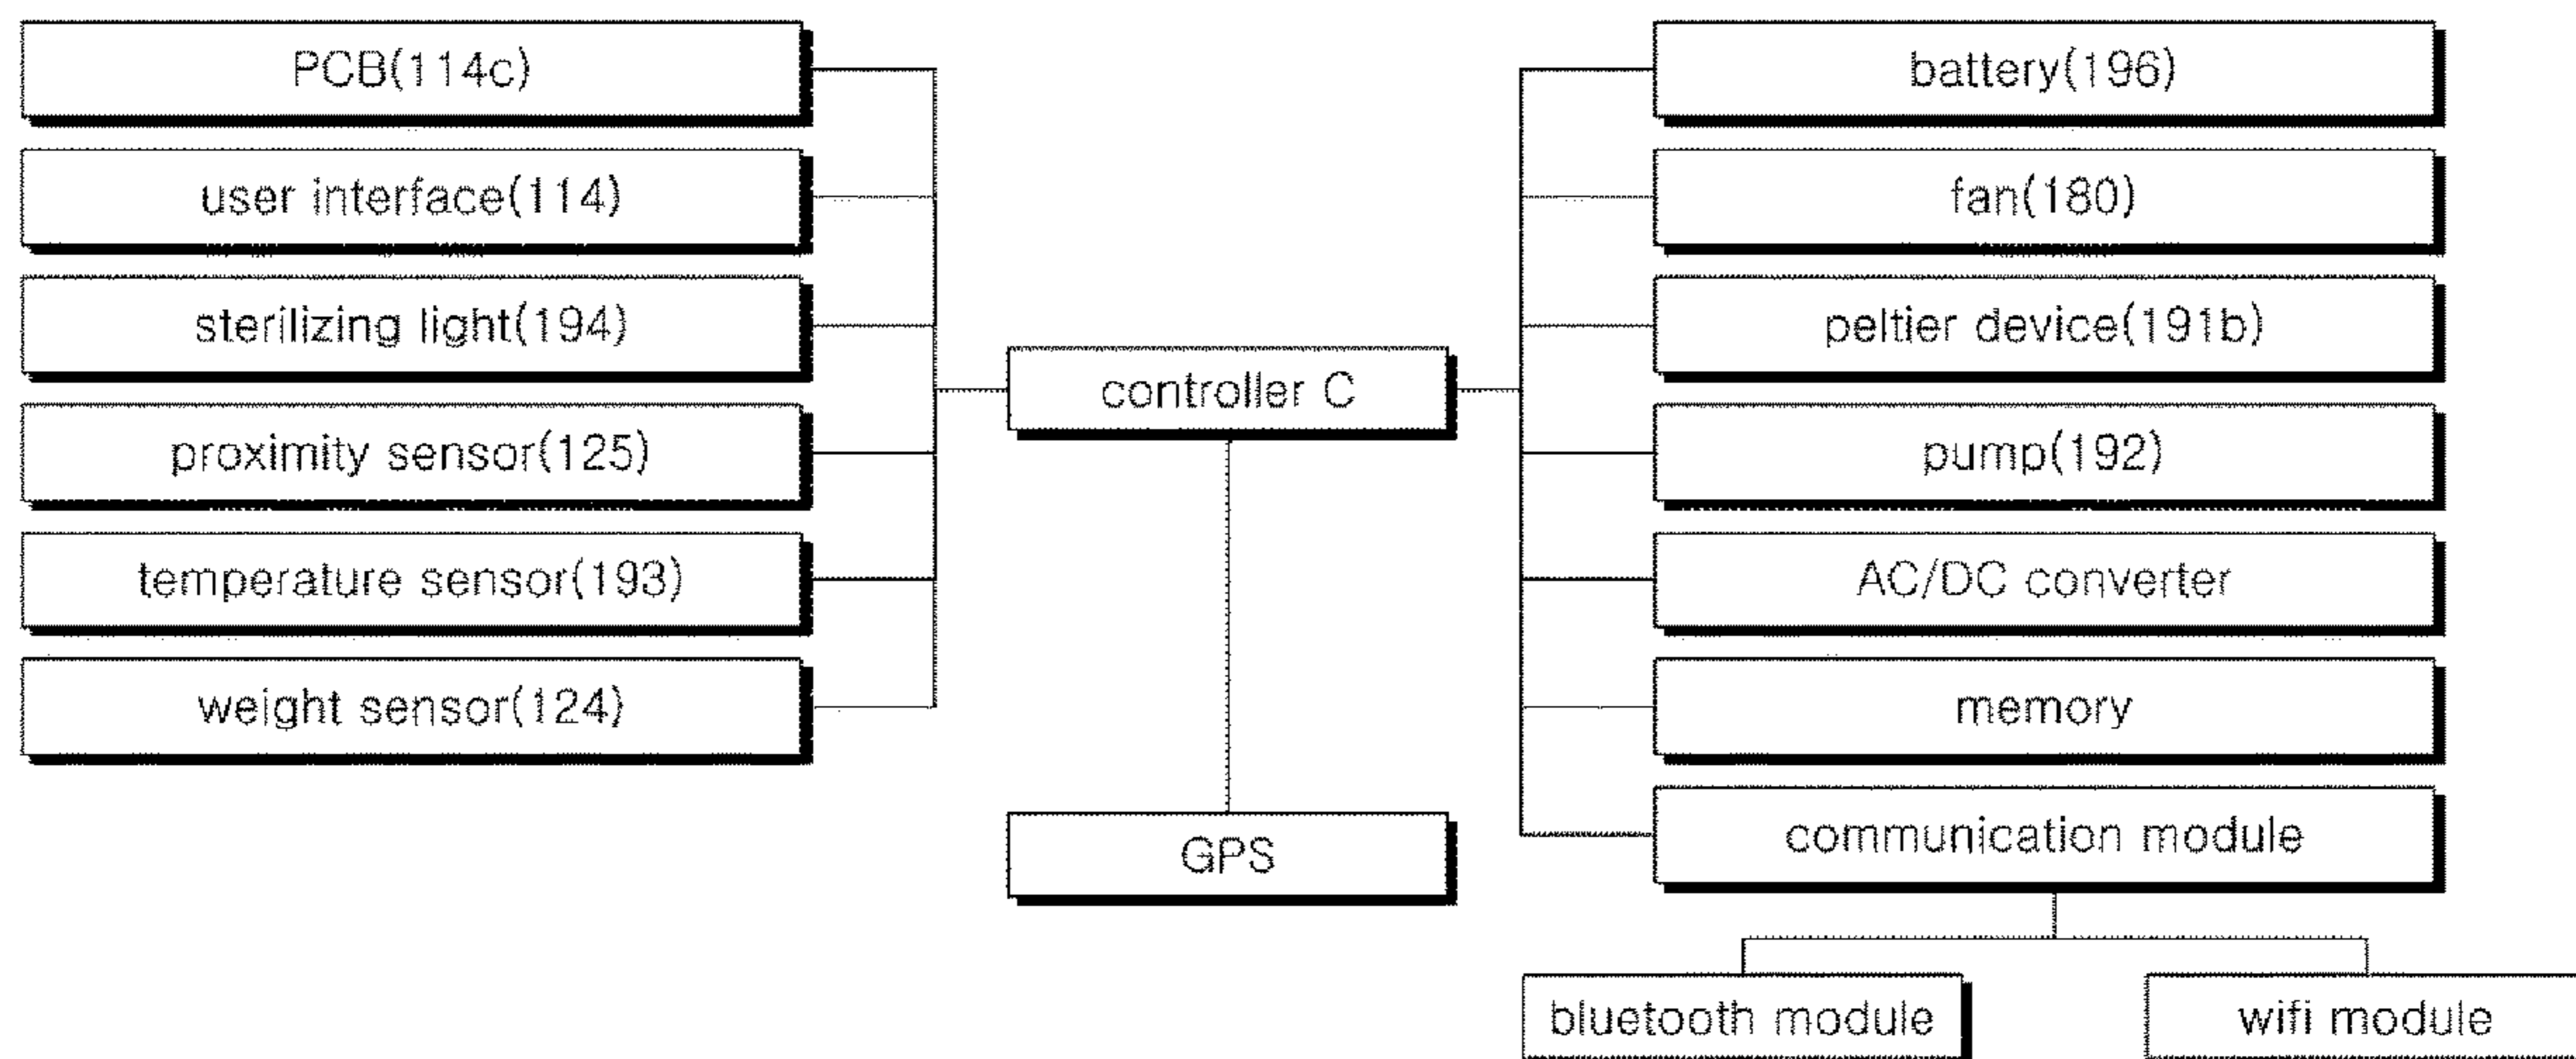 PCB(114c)
user interface(114)
sterilizing light(194)
proximity sensor(125)
temperature sensor(193)
weight sensor(124)
controller C
GPS
battery(196)
fan(180)
peltier device(191b)
pump(192)
AC/DC converter
memory
communication module
bluetooth module
wifi module